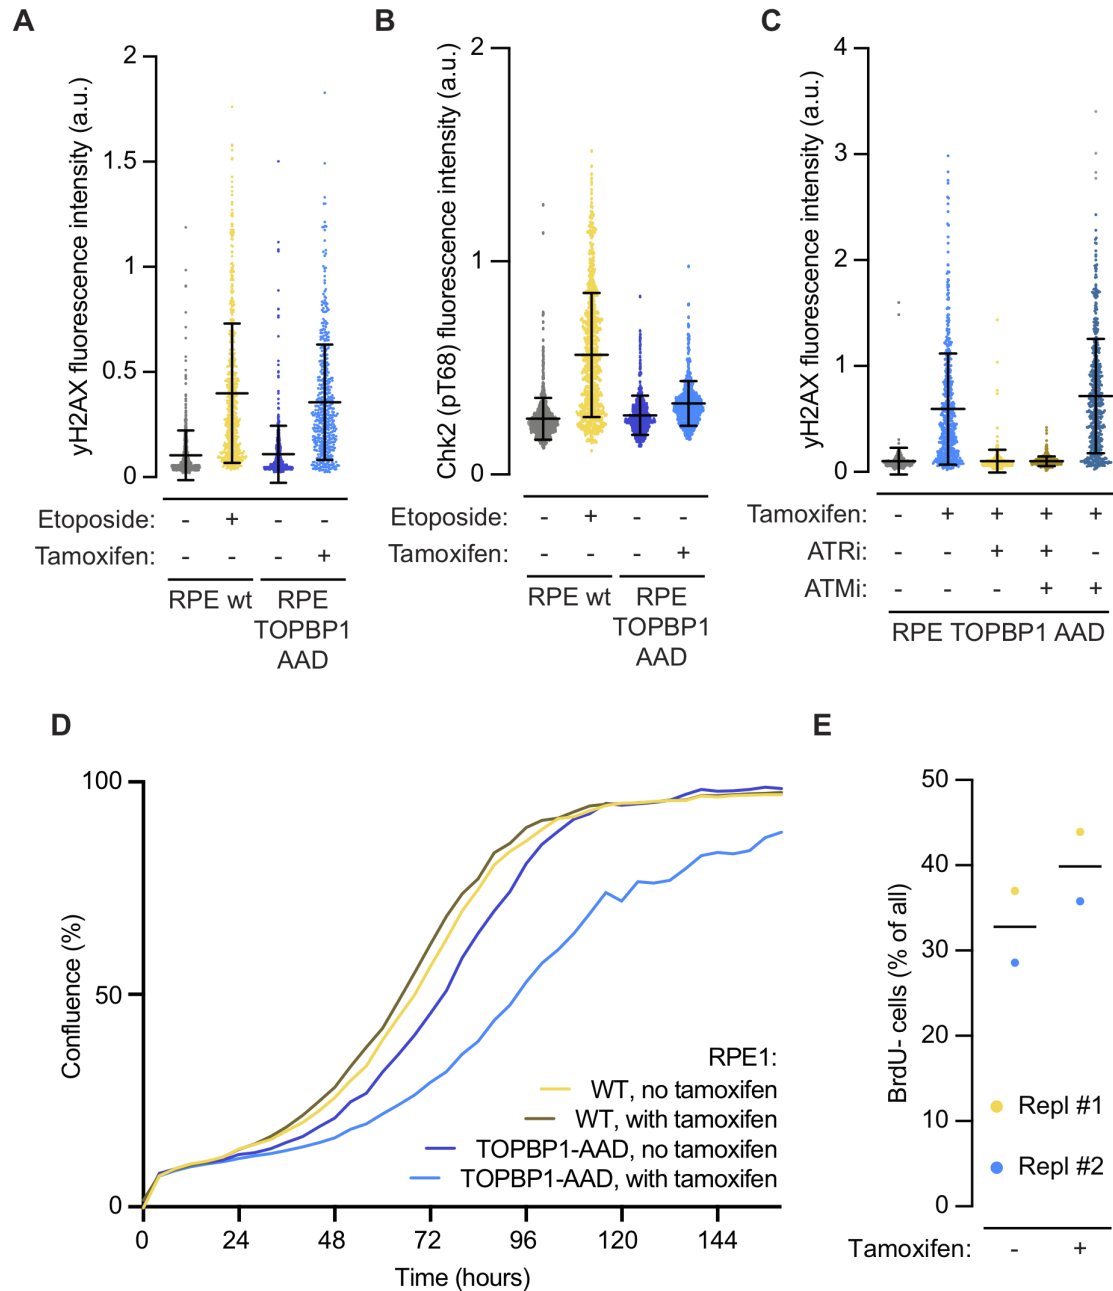 A
yH2AX fluorescence intensity (a.u.)
2
1.5
1
0.5
0
Etoposide: - + - -
Tamoxifen: - - - +
RPE wt
RPE
TOPBP1
AAD
B
Chk2 (pT68) fluorescence intensity (a.u.)
2
1
0
Etoposide: - + - -
Tamoxifen: - - - +
RPE wt
RPE
TOPBP1
AAD
C
yH2AX fluorescence intensity (a.u.)
4
3
2
1
0
Tamoxifen: - + + + +
ATRi: - - + + -
ATMi: - - - + +
RPE TOPBP1 AAD
D
Confluence (%)
100
50
0
0 24 48 72 96 120 144
Time (hours)
RPE1:
WT, no tamoxifen
WT, with tamoxifen
TOPBP1-AAD, no tamoxifen
TOPBP1-AAD, with tamoxifen
E
BrdU- cells (% of all)
50
40
30
20
10
0
Repl #1
Repl #2
Tamoxifen: - +